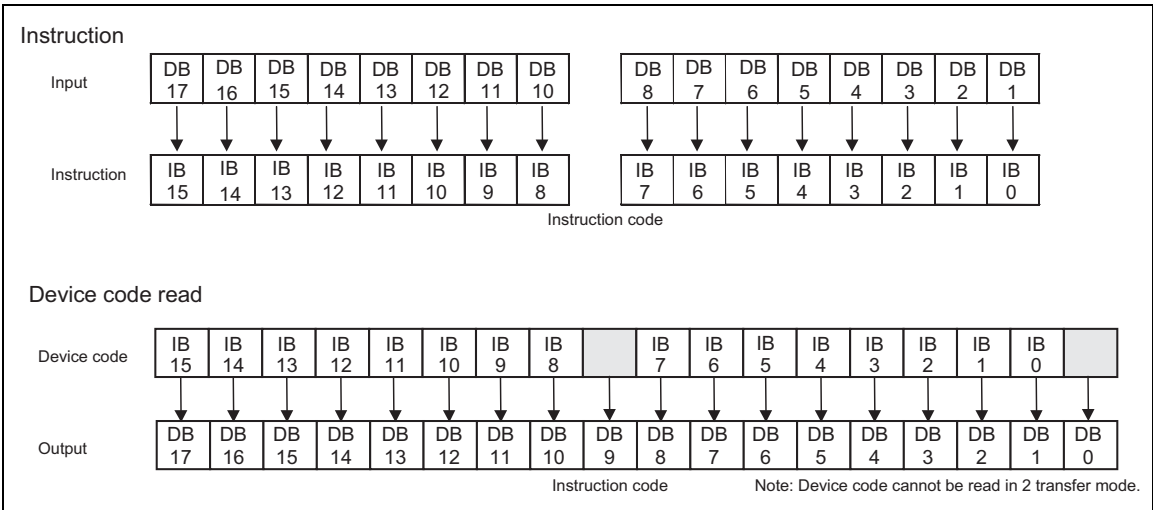 Instruction
Input
DB DB DB DB DB DB DB DB DB DB DB DB DB DB DB DB
17 16 15 14 13 12 11 10 8 7 6 5 4 3 2 1
Instruction
IB IB IB IB IB IB IB IB IB IB IB IB IB IB IB IB
15 14 13 12 11 10 9 8 7 6 5 4 3 2 1 0
Instruction code
Device code read
Device code
IB IB IB IB IB IB IB IB IB IB IB IB IB IB IB IB
15 14 13 12 11 10 9 8 7 6 5 4 3 2 1 0
Output
DB DB DB DB DB DB DB DB DB DB DB DB DB DB DB DB DB DB
17 16 15 14 13 12 11 10 9 8 7 6 5 4 3 2 1 0
Instruction code Note: Device code cannot be read in 2 transfer mode.